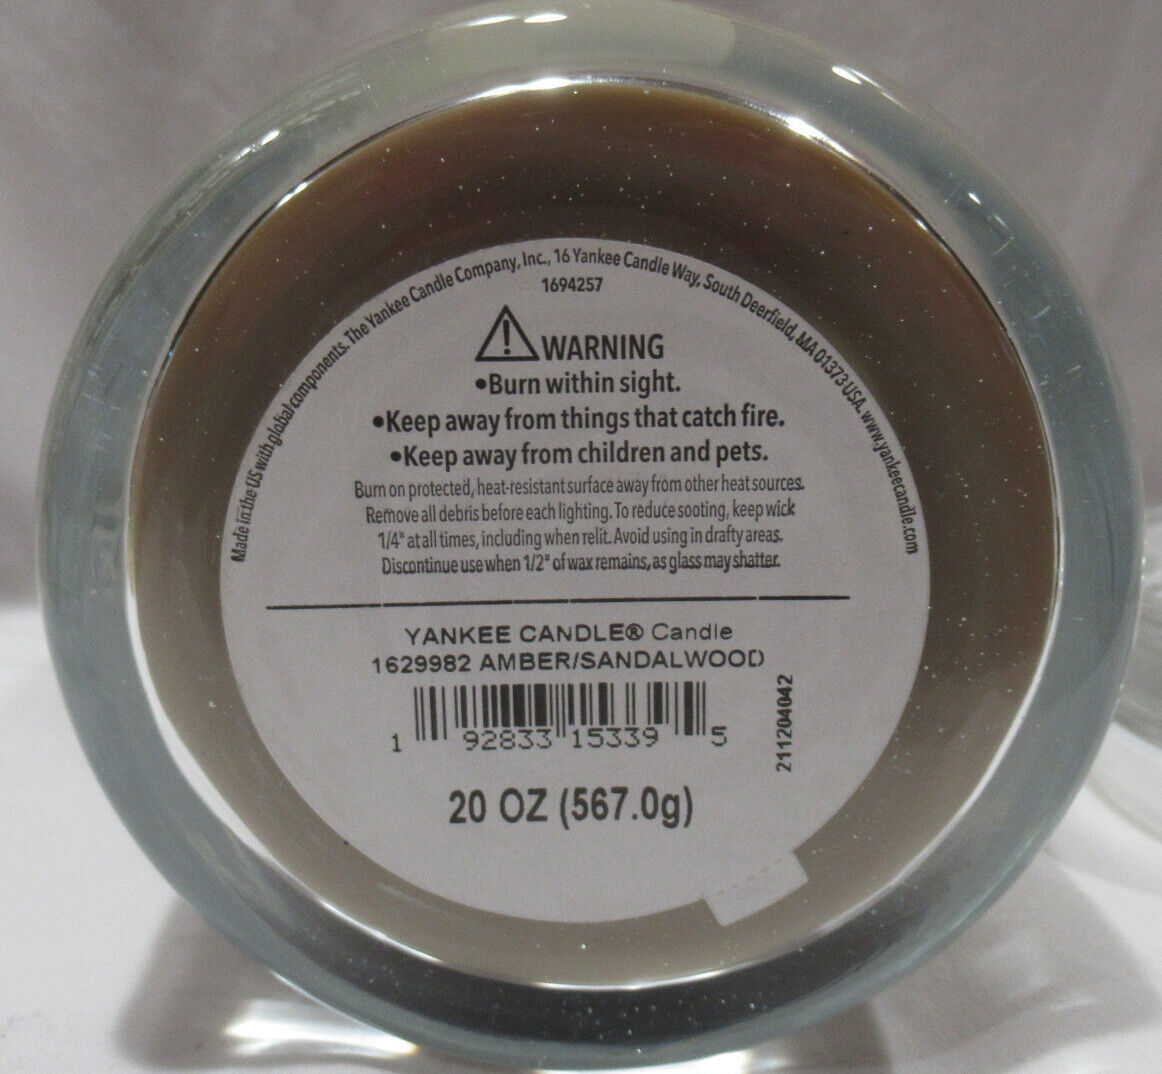 Made in the US with global components. The Yankee Candle Company, Inc., 16 Yankee Candle Way, South Deerfield, MA 01373 USA. www.yankeecandle.com
1694257
WARNING
•Burn within sight.
•Keep away from things that catch fire.
•Keep away from children and pets.
Burn on protected, heat-resistant surface away from other heat sources.
Remove all debris before each lighting. To reduce sooting, keep wick
1/4" at all times, including when relit. Avoid using in drafty areas.
Discontinue use when 1/2" of wax remains, as glass may shatter.
YANKEE CANDLE® Candle
1629982 AMBER/SANDALWOOD
1 92833 15339 5
211204042
20 OZ (567.0g)